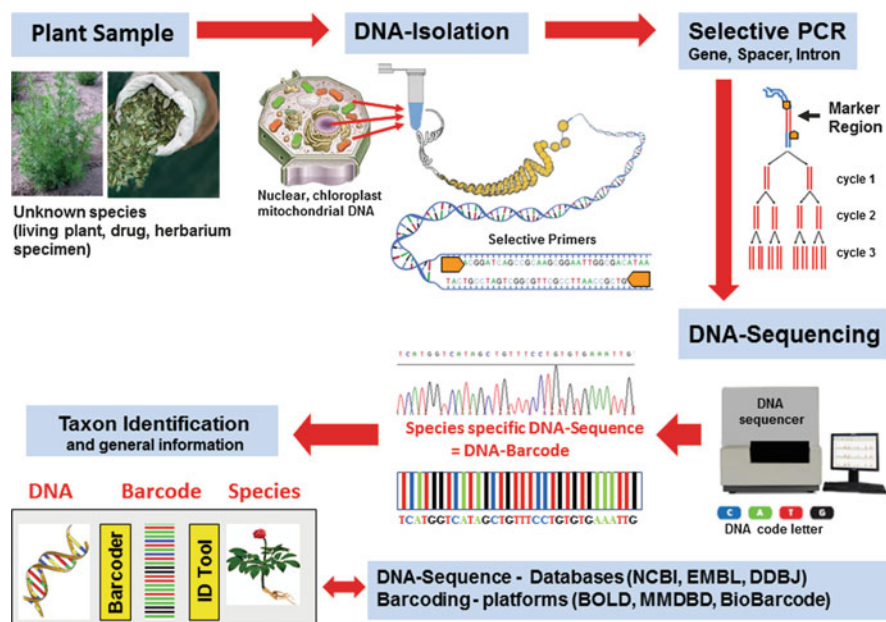 Plant Sample
DNA-Isolation
Selective PCR
Gene, Spacer, Intron
Marker
Region
cycle 1
cycle 2
cycle 3
Nuclear, chloroplast
mitochondrial DNA
Unknown species
(living plant, drug, herbarium
specimen)
Selective Primers
ACGGATCAGCCGCAAGCGGAATTGGCGACATAA
TACTGCCTAGTCGGCGTTCGCCTTAACCGCTG
DNA-Sequencing
TCATGGTCATAGCTGTTTCCTGTGTGAAATTG
Species specific DNA-Sequence
= DNA-Barcode
TCATGGTCATAGCTGTTTCCTGTGTGAAATTG
DNA
sequencer
C A T G
DNA code letter
Taxon Identification
and general information
DNA Barcode Species
Barcoder
ID Tool
DNA-Sequence - Databases (NCBI, EMBL, DDBJ)
Barcoding- platforms (BOLD, MMDBD, BioBarcode)